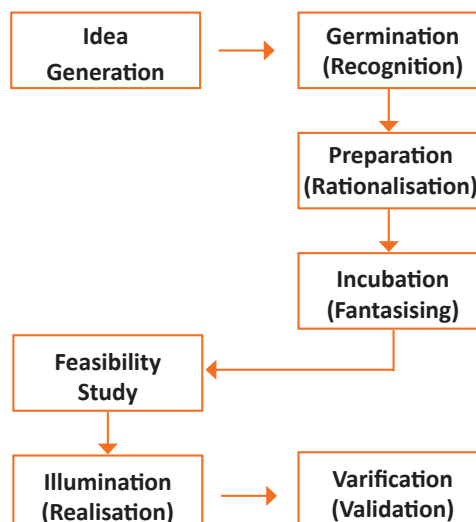 Idea
Generation
Germination
(Recognition)
Preparation
(Rationalisation)
Incubation
(Fantasising)
Feasibility
Study
Illumination
(Realisation)
Varification
(Validation)